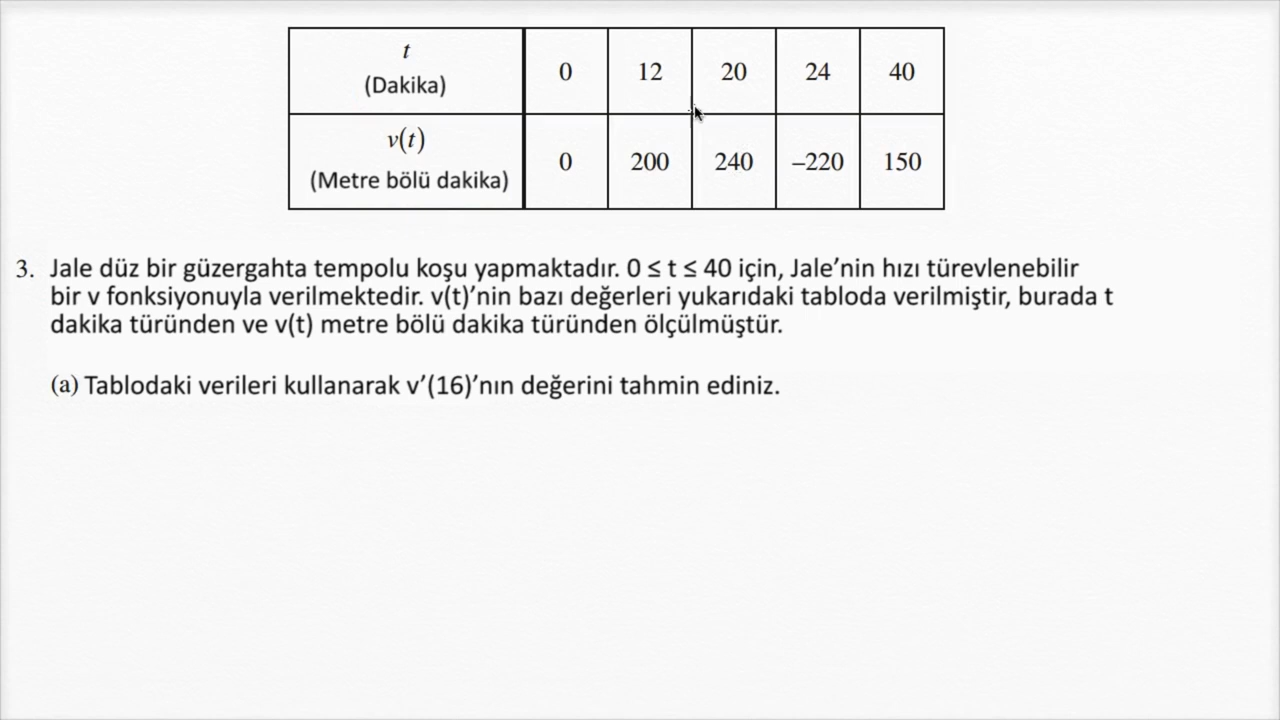 t
(Dakika)
0 12 20 24 40
v(t)
(Metre bölü dakika)
0 200 240 –220 150
3. Jale düz bir güzergahta tempolu koşu yapmaktadır. 0 ≤ t ≤ 40 için, Jale’nin hızı türevlenebilir
bir v fonksiyonuyla verilmektedir. v(t)’nin bazı değerleri yukarıdaki tabloda verilmiştir, burada t
dakika türünden ve v(t) metre bölü dakika türünden ölçülmüştür.
(a) Tablodaki verileri kullanarak v’(16)’nın değerini tahmin ediniz.